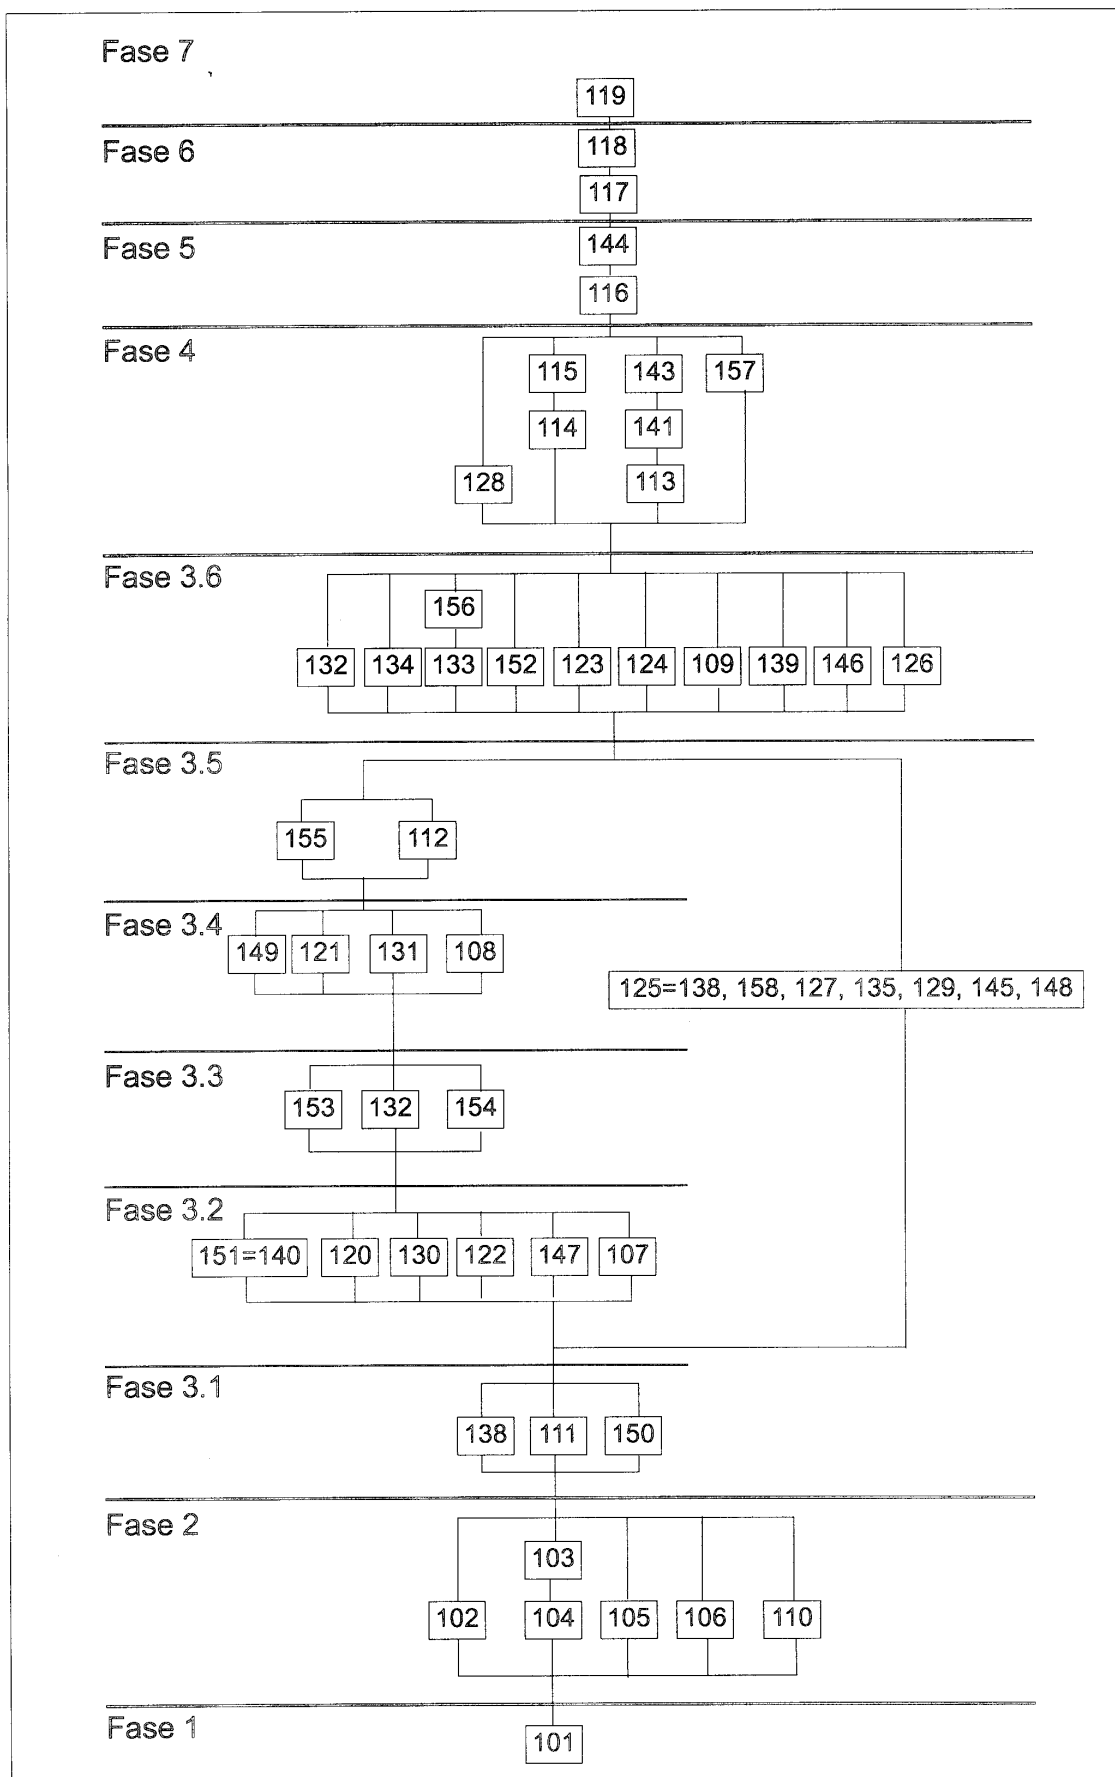 Fase 7
119
Fase 6
118
117
Fase 5
144
116
Fase 4
115 143 157
114 141
128 113
Fase 3.6
156
132 134 133 152 123 124 109 139 146 126
Fase 3.5
155 112
Fase 3.4
149 121 131 108
125=138, 158, 127, 135, 129, 145, 148
Fase 3.3
153 132 154
Fase 3.2
151=140 120 130 122 147 107
Fase 3.1
138 111 150
Fase 2
103
102 104 105 106 110
Fase 1
101